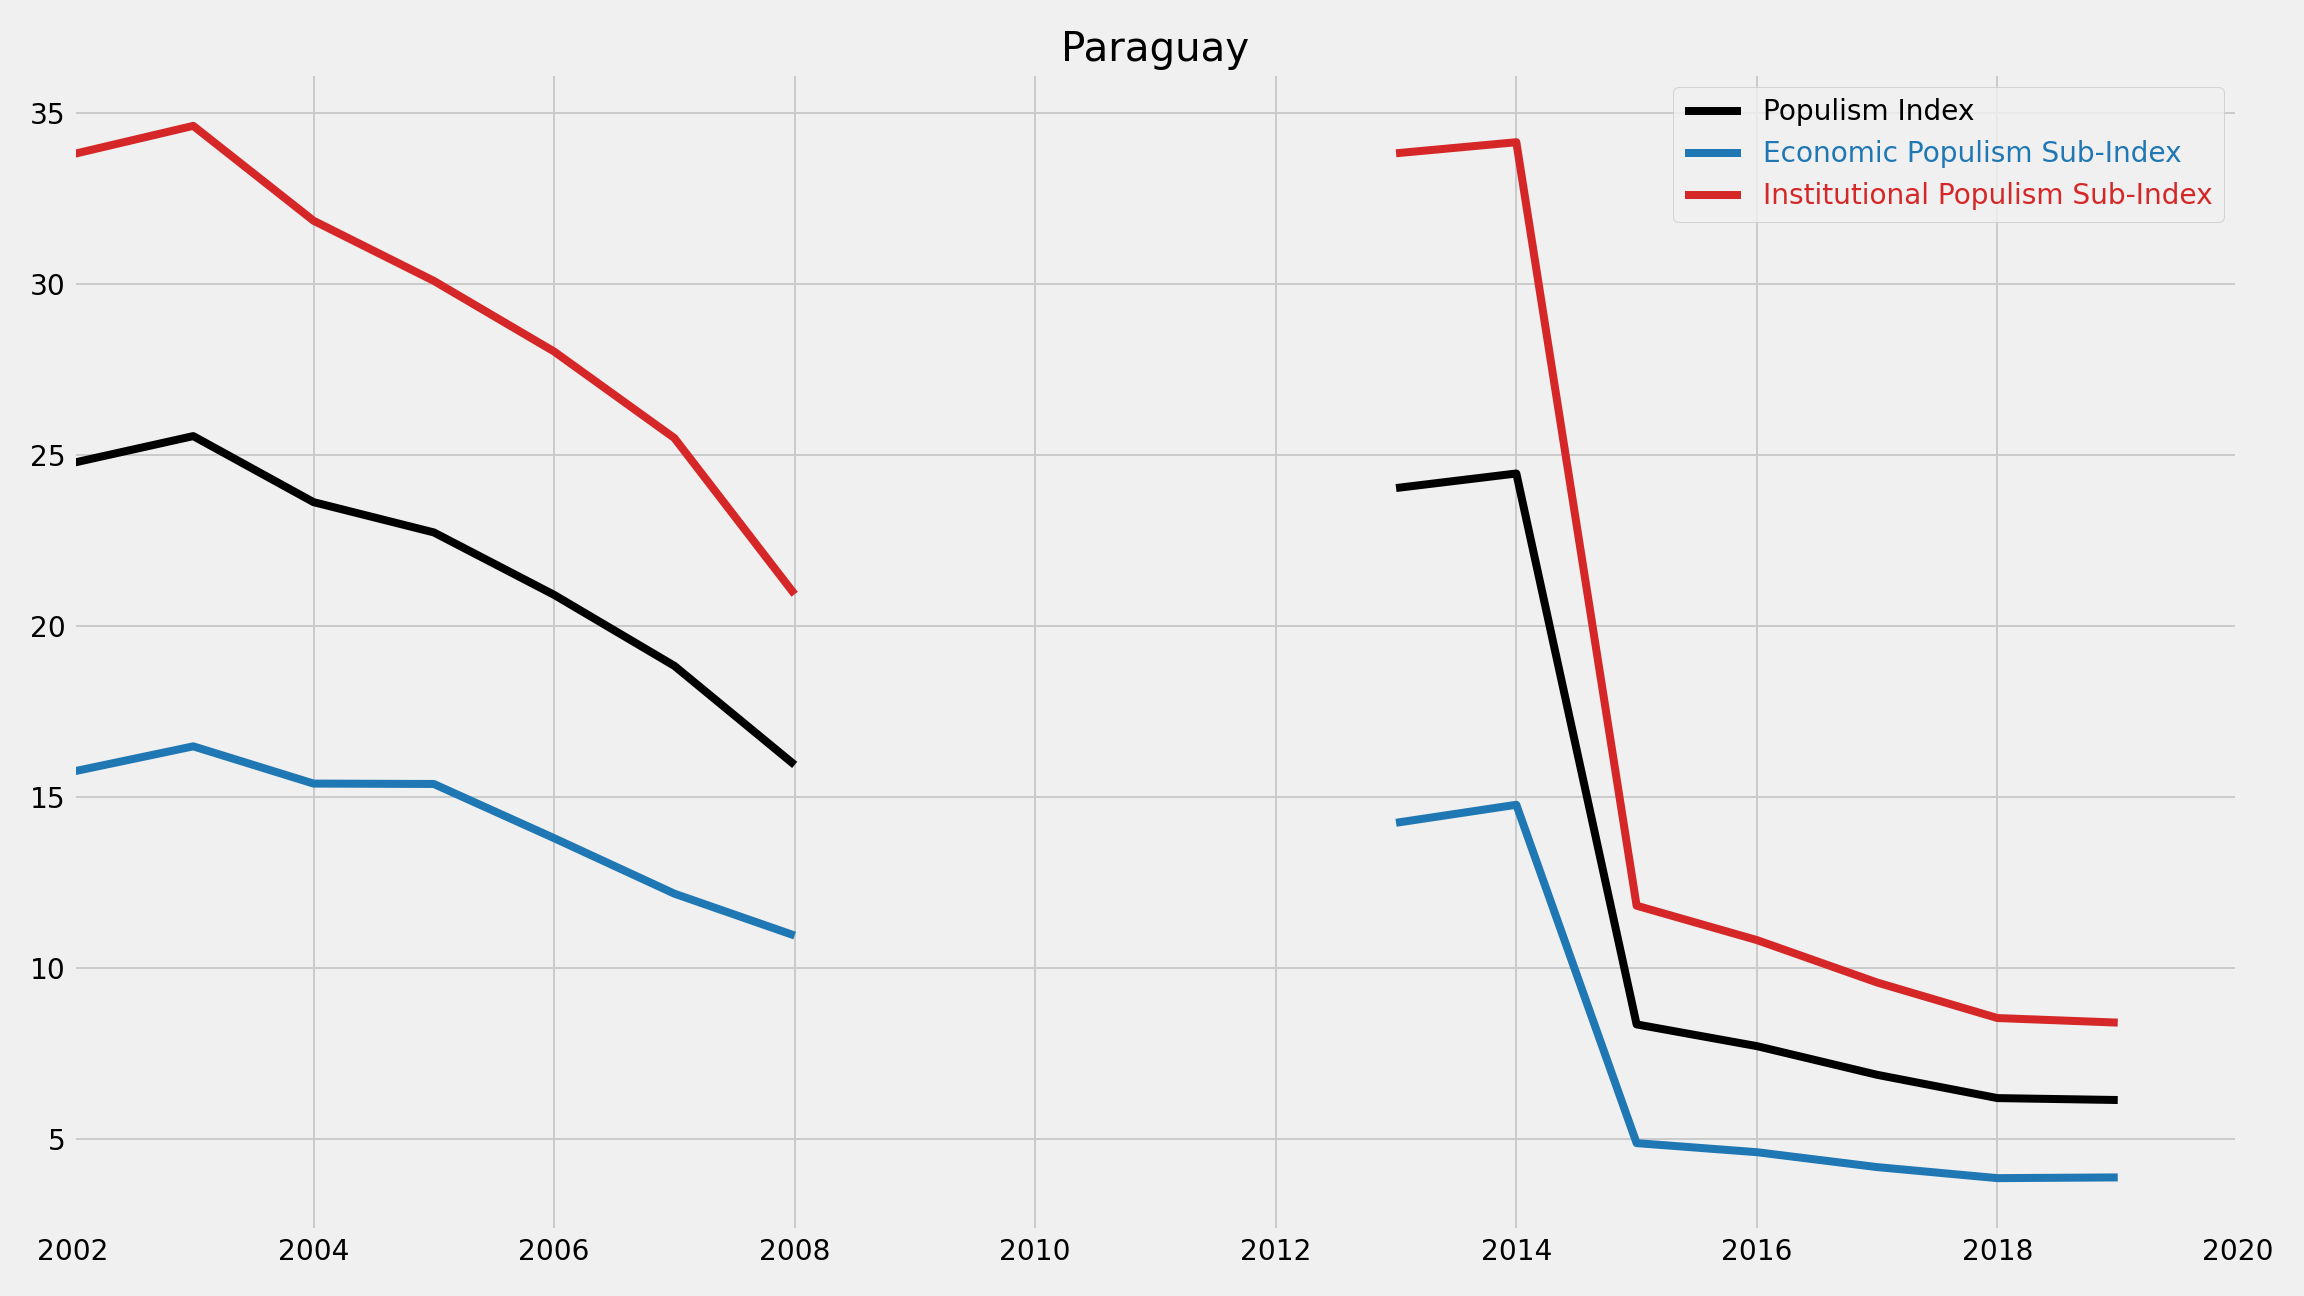 Paraguay
Populism Index
Economic Populism Sub-Index
Institutional Populism Sub-Index
35
30
25
20
15
10
5
2002 2004 2006 2008 2010 2012 2014 2016 2018 2020